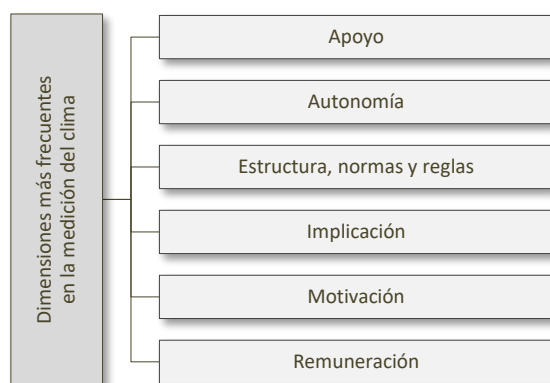 Dimensiones más frecuentes
en la medición del clima
Apoyo
Autonomía
Estructura, normas y reglas
Implicación
Motivación
Remuneración